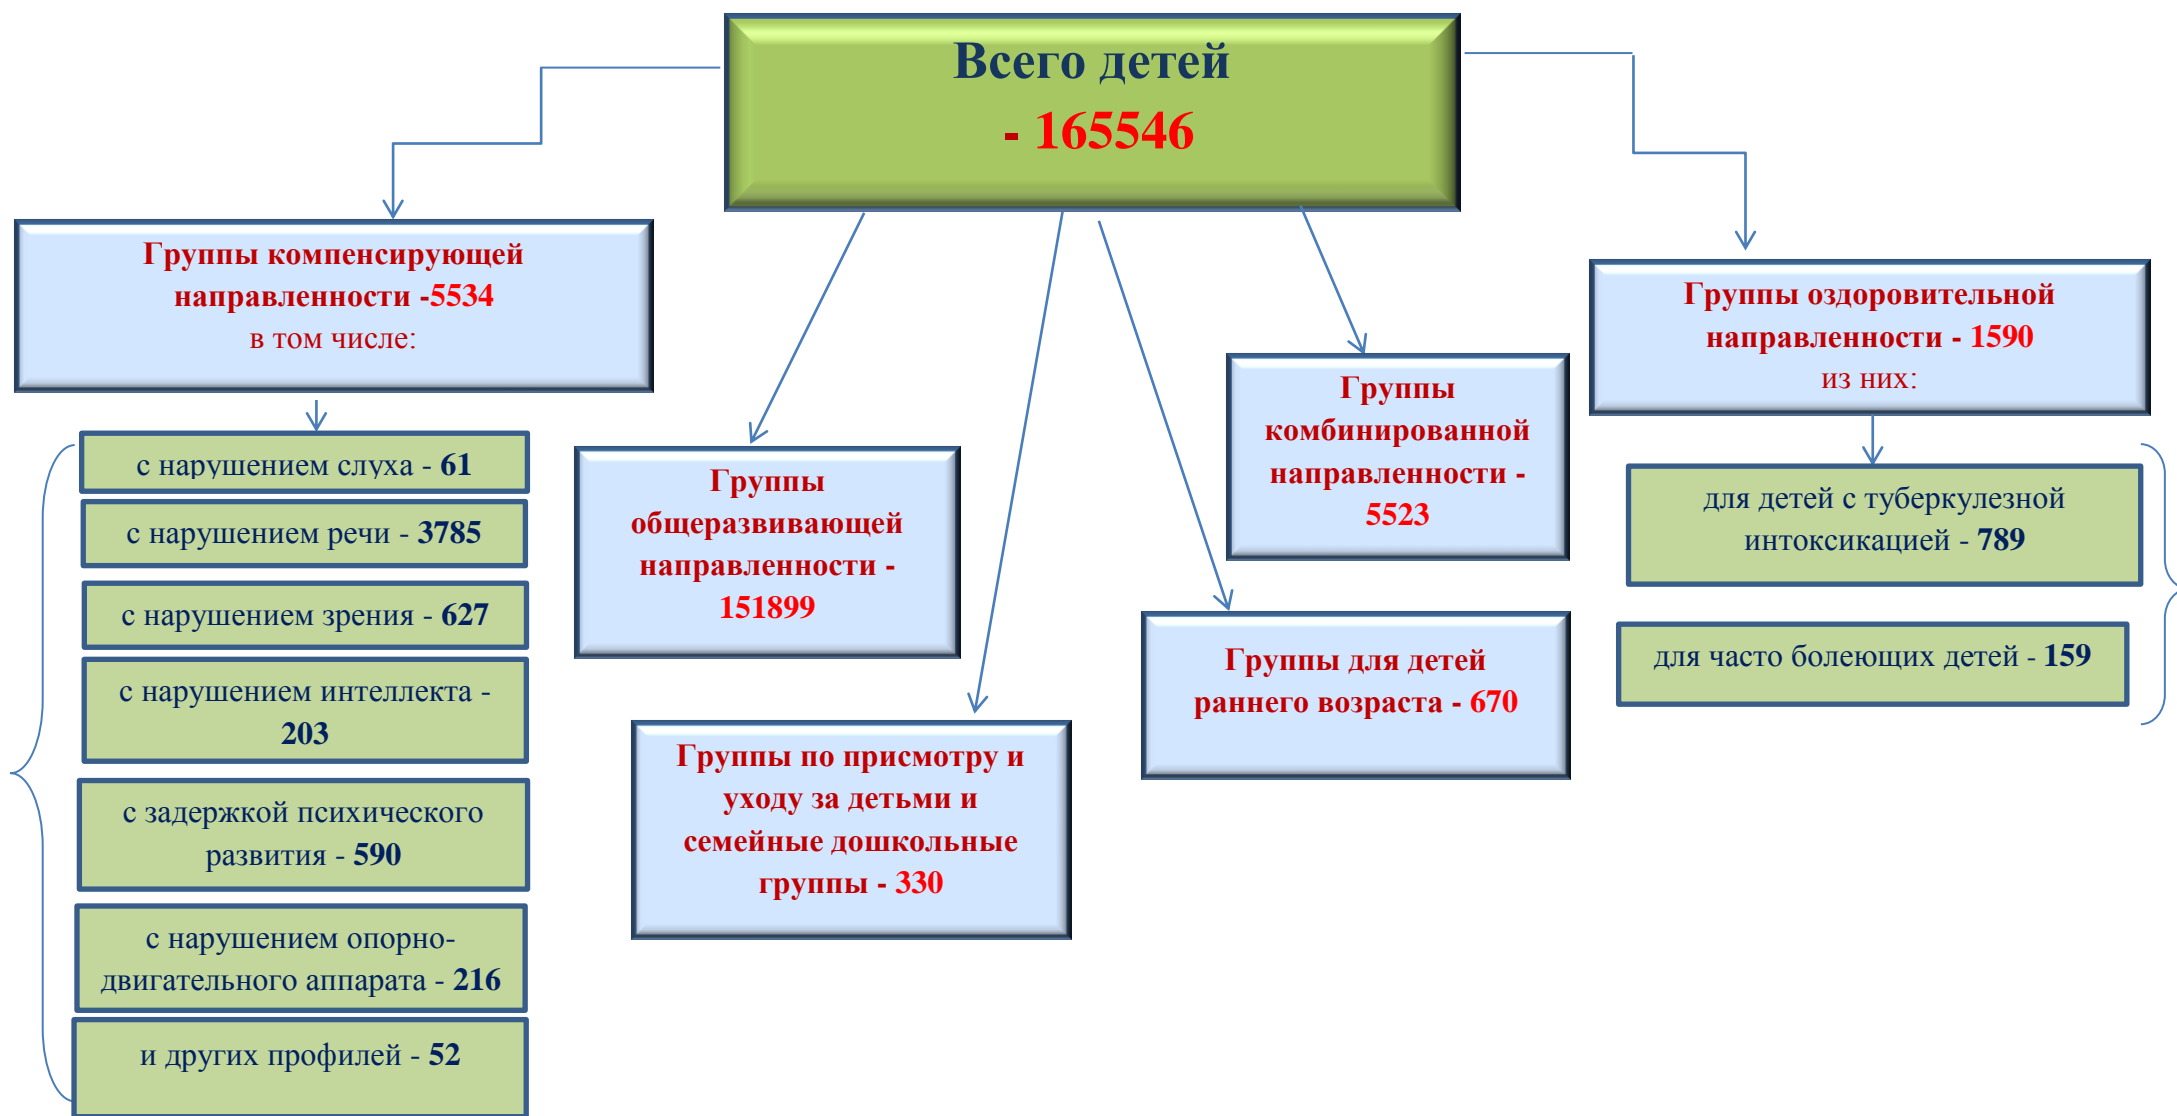 Всего детей
- 165546
Группы компенсирующей
направленности -5534
в том числе:
с нарушением слуха - 61
с нарушением речи - 3785
с нарушением зрения - 627
с нарушением интеллекта -
203
с задержкой психического
развития - 590
с нарушением опорно-
двигательного аппарата - 216
и других профилей - 52
Группы
общеразвивающей
направленности -
151899
Группы по присмотру и
уходу за детьми и
семейные дошкольные
группы - 330
Группы для детей
раннего возраста - 670
Группы
комбинированной
направленности -
5523
Группы оздоровительной
направленности - 1590
из них:
для детей с туберкулезной
интоксикацией - 789
для часто болеющих детей - 159